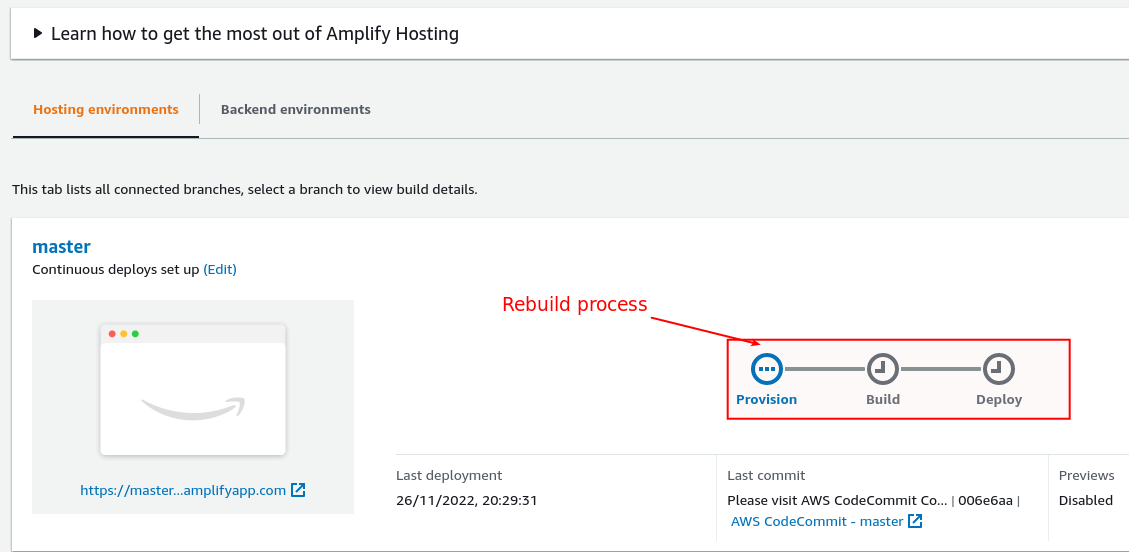 Learn how to get the most out of Amplify Hosting
Hosting environments
Backend environments
This tab lists all connected branches, select a branch to view build details.
master
Continuous deploys set up (Edit)
Rebuild process
Provision
Build
Deploy
https://master...amplifyapp.com
Last deployment
26/11/2022, 20:29:31
Last commit
Please visit AWS CodeCommit Co... | 006e6aa |
AWS CodeCommit - master
Previews
Disabled